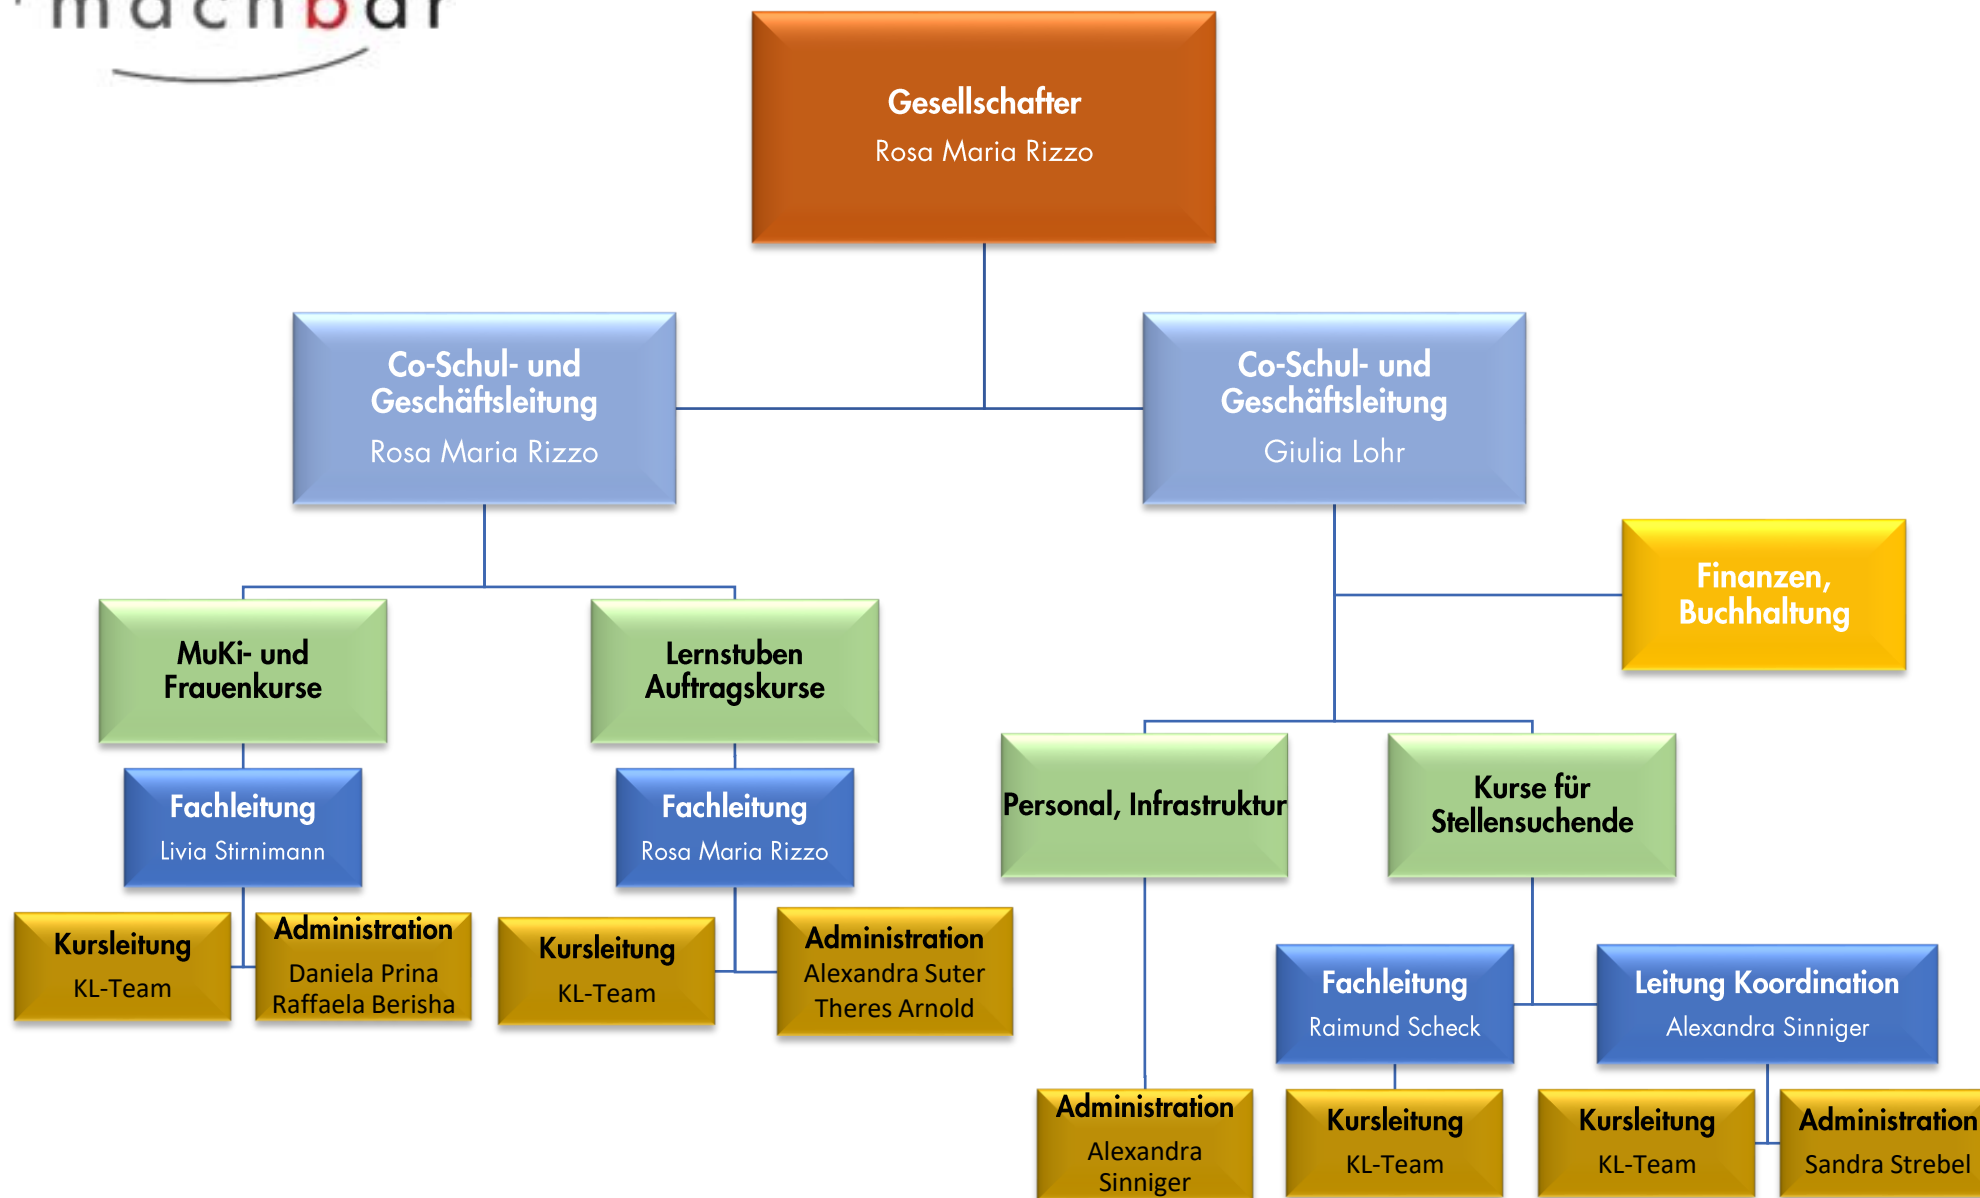 machbar
Gesellschafter
Rosa Maria Rizzo
Co-Schul- und
Geschäftsleitung
Rosa Maria Rizzo
Co-Schul- und
Geschäftsleitung
Giulia Lohr
Finanzen,
Buchhaltung
MuKi- und
Frauenkurse
Lernstuben
Auftragskurse
Personal, Infrastruktur
Kurse für
Stellensuchende
Fachleitung
Livia Stirnimann
Fachleitung
Rosa Maria Rizzo
Kursleitung
KL-Team
Administration
Daniela Prina
Raffaela Berisha
Kursleitung
KL-Team
Administration
Alexandra Suter
Theres Arnold
Fachleitung
Raimund Scheck
Leitung Koordination
Alexandra Sinniger
Administration
Alexandra
Sinniger
Kursleitung
KL-Team
Kursleitung
KL-Team
Administration
Sandra Strebel